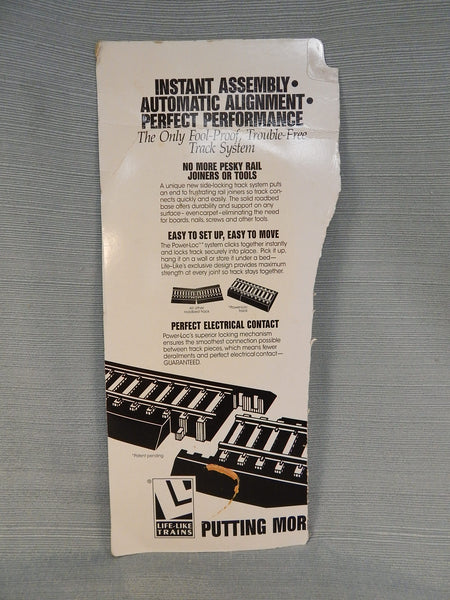 INSTANT ASSEMBLY•
AUTOMATIC ALIGNMENT•
PERFECT PERFORMANCE
The Only Fool-Proof, Trouble-Free
Track System
NO MORE PESKY RAIL
JOINERS OR TOOLS
A unique new side-locking track system puts
an end to frustrating rail joiners so track con-
nects quickly and easily. The solid roadbed
base offers durability and support on any
surface - even carpet - eliminating the need
for boards, nails, screws and other tools.
EASY TO SET UP, EASY TO MOVE
The Power-Loc™* system clicks together instantly
and locks track securely into place. Pick it up,
hang it on a wall or store it under a bed—
Life-Like's exclusive design provides maximum
strength at every joint so track stays together.
All other
roadbed track
Power-Loc
track
PERFECT ELECTRICAL CONTACT
Power-Loc's superior locking mechanism
ensures the smoothest connection possible
between track pieces, which means fewer
derailments and perfect electrical contact—
GUARANTEED.
*Patent pending
®
LIFE-LIKE
TRAINS
PUTTING MOR